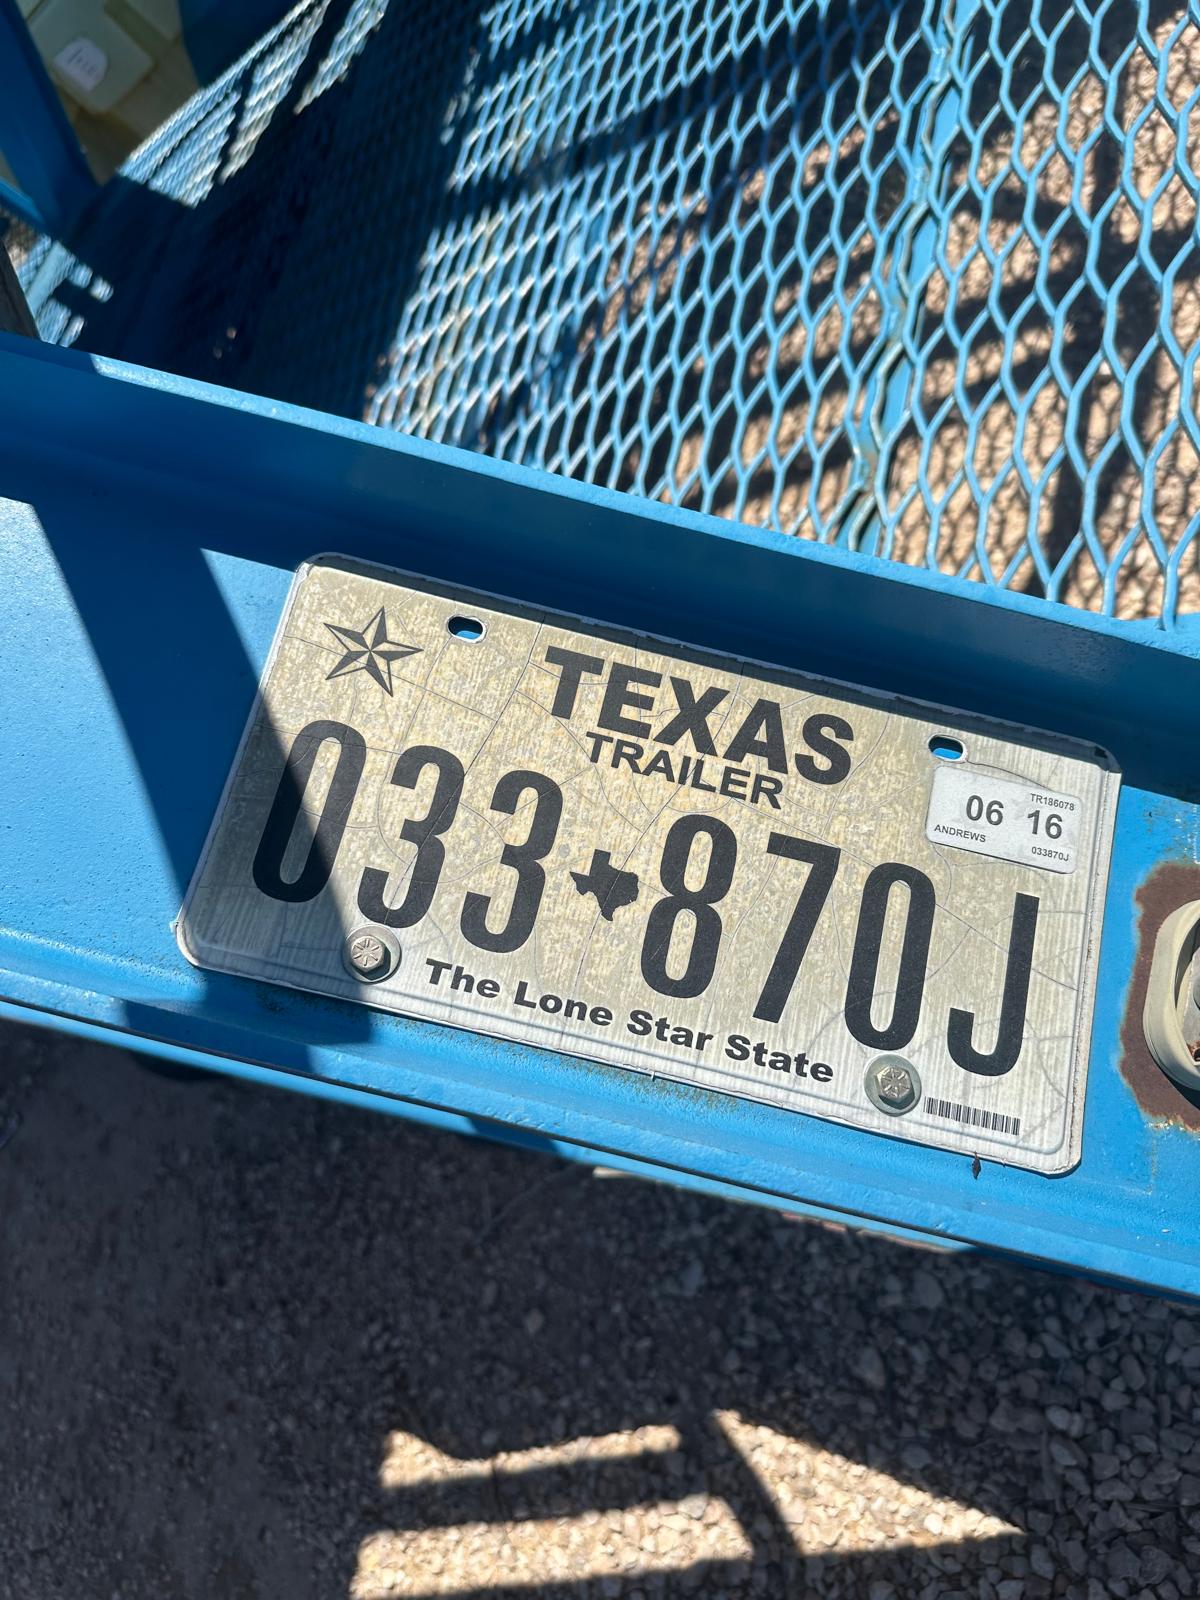 TEXAS
TRAILER
TR186078
06 16
ANDREWS
033870J
033 870J
The Lone Star State